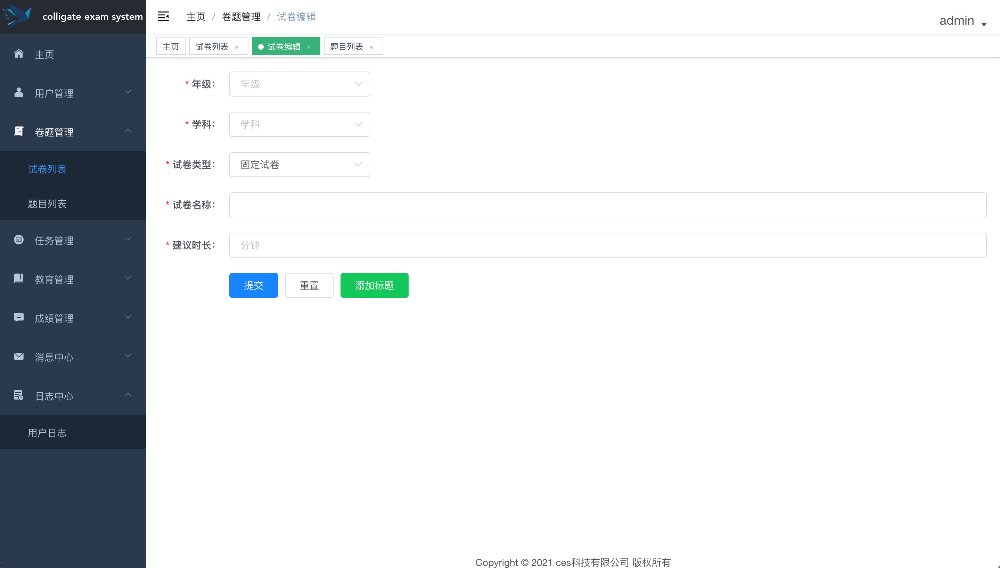 colligate exam system
主页
用户管理
卷题管理
试卷列表
题目列表
任务管理
教育管理
成绩管理
消息中心
日志中心
用户日志
主页 / 卷题管理 / 试卷编辑
admin
主页 试卷列表 × 试卷编辑 × 题目列表 ×
* 年级： 年级
* 学科： 学科
* 试卷类型： 固定试卷
* 试卷名称：
* 建议时长： 分钟
提交 重置 添加标题
Copyright © 2021 ces科技有限公司 版权所有